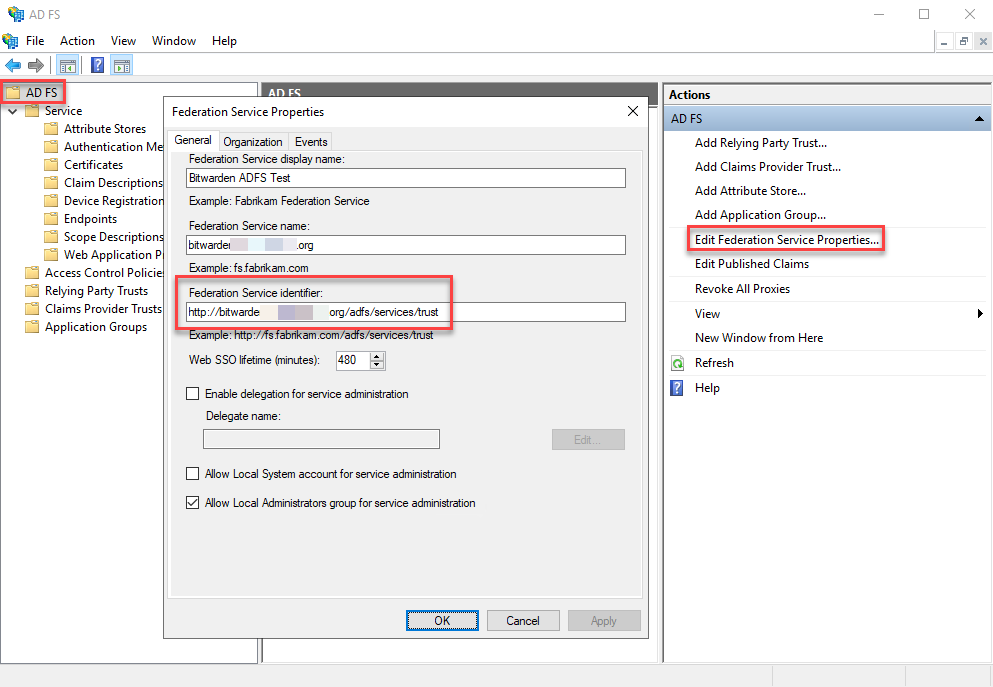 AD FS
File Action View Window Help
AD FS
Service
Attribute Stores
Authentication Me
Certificates
Claim Descriptions
Device Registration
Endpoints
Scope Descriptions
Web Application P
Access Control Policies
Relying Party Trusts
Claims Provider Trusts
Application Groups
AD FS
Federation Service Properties
General Organization Events
Federation Service display name:
Bitwarden ADFS Test
Example: Fabrikam Federation Service
Federation Service name:
bitwarden .org
Example: fs.fabrikam.com
Federation Service identifier:
http://bitwarde org/adfs/services/trust
Example: http://fs.fabrikam.com/adfs/services/trust
Web SSO lifetime (minutes): 480
Enable delegation for service administration
Delegate name:
Edit...
Allow Local System account for service administration
Allow Local Administrators group for service administration
OK Cancel Apply
Actions
AD FS
Add Relying Party Trust...
Add Claims Provider Trust...
Add Attribute Store...
Add Application Group...
Edit Federation Service Properties...
Edit Published Claims
Revoke All Proxies
View
New Window from Here
Refresh
Help